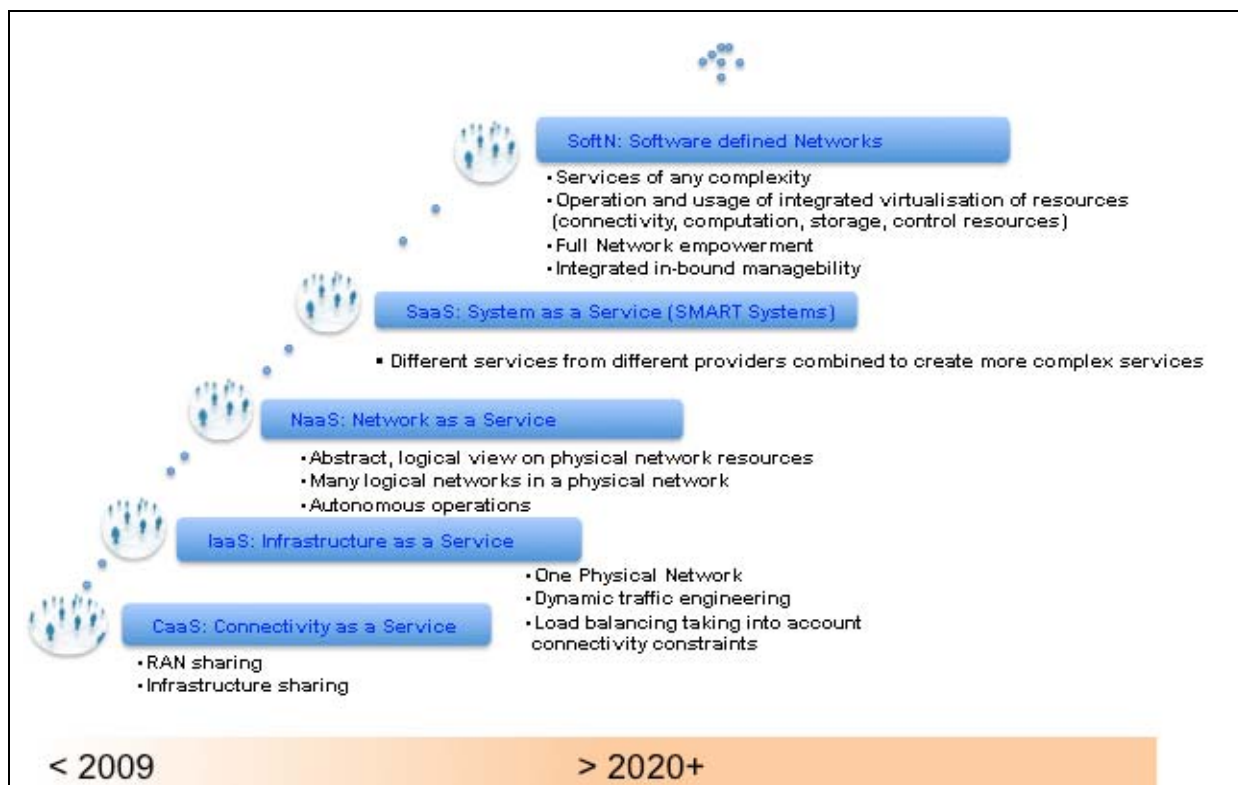 SoftN: Software defined Networks
• Services of any complexity
• Operation and usage of integrated virtualisation of resources
(connectivity, computation, storage, control resources)
• Full Network empowerment
• Integrated in-bound managebility
SaaS: System as a Service (SMART Systems)
▪ Different services from different providers combined to create more complex services
NaaS: Network as a Service
• Abstract, logical view on physical network resources
• Many logical networks in a physical network
• Autonomous operations
IaaS: Infrastructure as a Service
• One Physical Network
• Dynamic traffic engineering
• Load balancing taking into account
connectivity constraints
CaaS: Connectivity as a Service
• RAN sharing
• Infrastructure sharing
< 2009
> 2020+